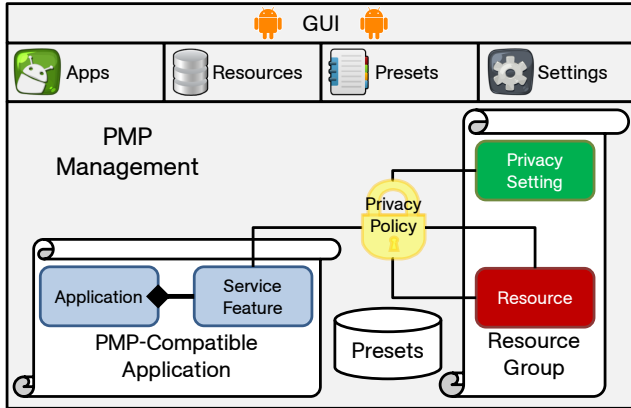 GUI
Apps
Resources
Presets
Settings
PMP
Management
Privacy
Setting
Privacy
Policy
Application
Service
Feature
Resource
PMP-Compatible
Application
Presets
Resource
Group